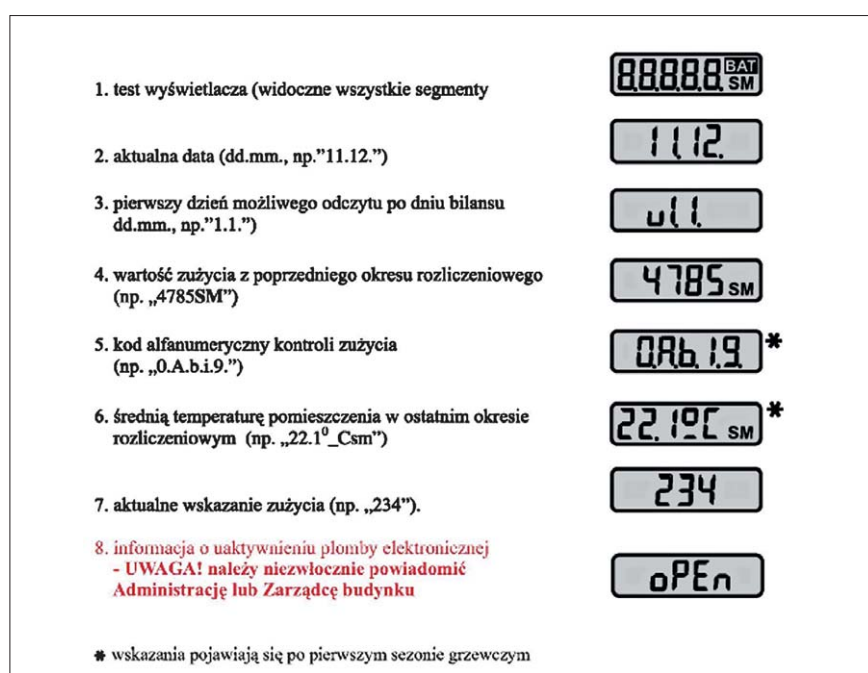 1. test wyświetlacza (widoczne wszystkie segmenty
8.8.8.8.8. BAT SM
2. aktualna data (dd.mm., np."11.12.")
11.12.
3. pierwszy dzień możliwego odczytu po dniu bilansu
dd.mm., np."1.1.")
u1.1.
4. wartość zużycia z poprzedniego okresu rozliczeniowego
(np. „4785SM”)
4785 SM
5. kod alfanumeryczny kontroli zużycia
(np. „0.A.b.i.9.”)
0.A.b.1.9. *
6. średnią temperaturę pomieszczenia w ostatnim okresie
rozliczeniowym (np. „22.1⁰_Csm”)
22.1ºC SM *
7. aktualne wskazanie zużycia (np. „234”).
234
8. informacja o uaktywnieniu plomby elektronicznej
- UWAGA! należy niezwłocznie powiadomić
Administrację lub Zarządcę budynku
oPEn
* wskazania pojawiają się po pierwszym sezonie grzewczym